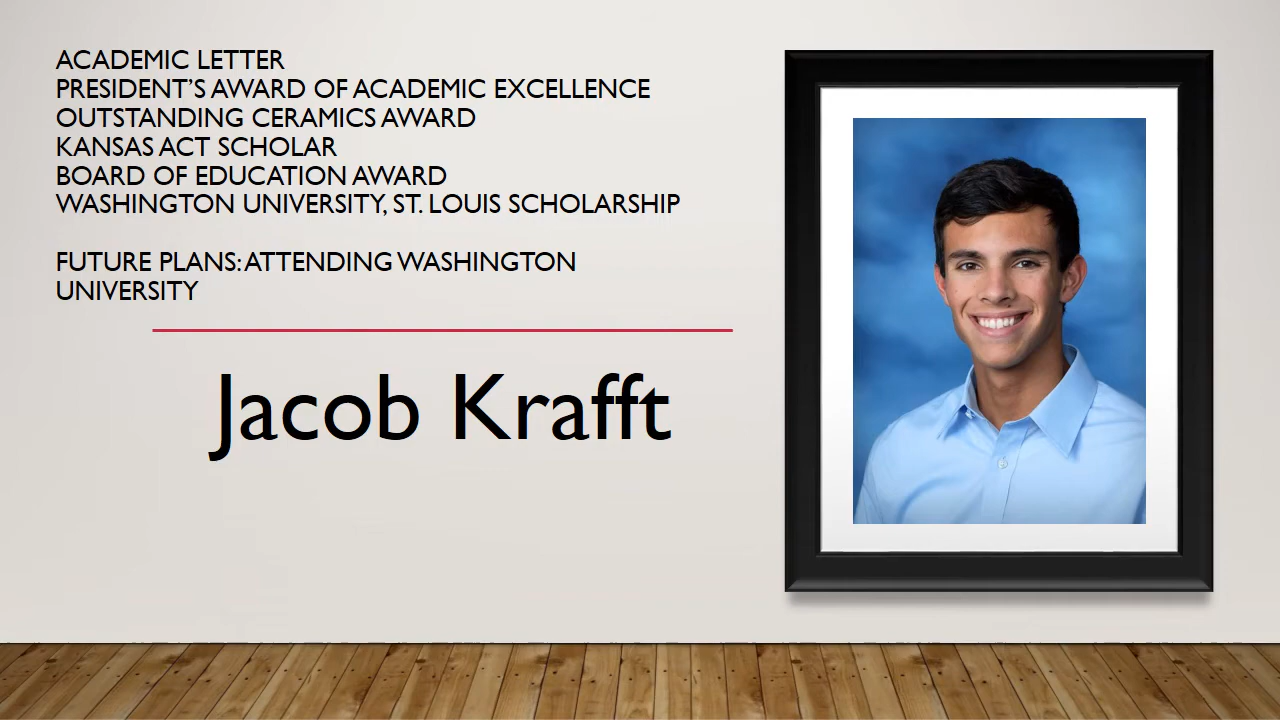 ACADEMIC LETTER
PRESIDENT’S AWARD OF ACADEMIC EXCELLENCE
OUTSTANDING CERAMICS AWARD
KANSAS ACT SCHOLAR
BOARD OF EDUCATION AWARD
WASHINGTON UNIVERSITY, ST. LOUIS SCHOLARSHIP
FUTURE PLANS: ATTENDING WASHINGTON
UNIVERSITY
Jacob Krafft